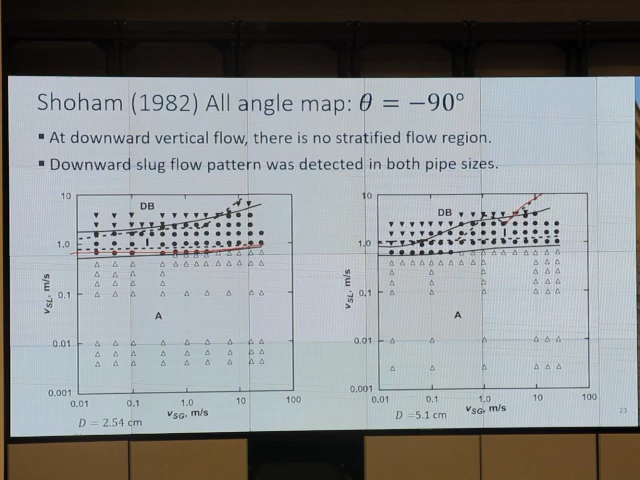 Shoham (1982) All angle map: θ = −90°
▪ At downward vertical flow, there is no stratified flow region.
▪ Downward slug flow pattern was detected in both pipe sizes.
10
DB
1.0
I
0.1
A
0.01
0.001
0.01
0.1
1.0
10
100
vSL, m/s
vSG, m/s
D = 2.54 cm
10
DB
1.0
I
0.1
A
0.01
0.001
0.01
0.1
1.0
10
100
vSL, m/s
vSG, m/s
D =5.1 cm
23